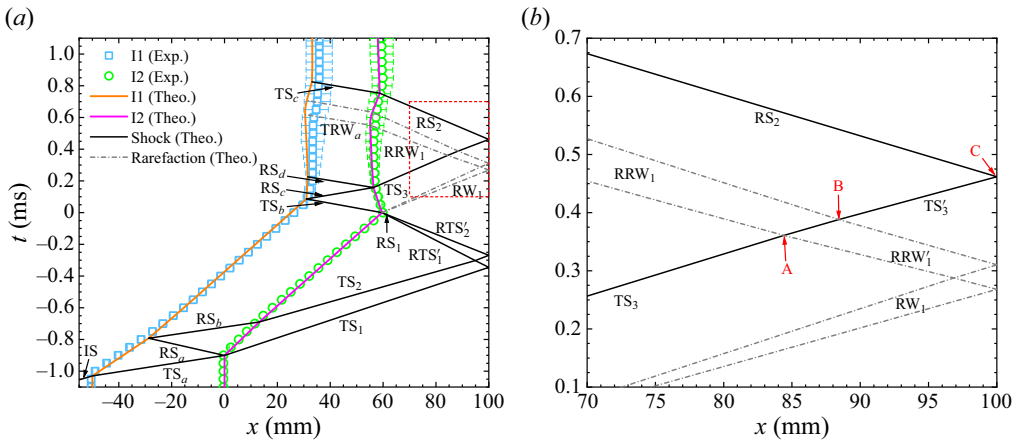 (a)
(b)
I1 (Exp.)
I2 (Exp.)
I1 (Theo.)
I2 (Theo.)
Shock (Theo.)
Rarefaction (Theo.)
TS_c
TRW_a
RS_2
RRW_1
RS_d
RS_c
TS_b
TS_3
RW_1
RS_1
RTS′_2
RTS′_1
TS_2
TS_1
RS_b
RS_a
TS_a
IS
1.0
0.8
0.6
0.4
0.2
0
−0.2
−0.4
−0.6
−0.8
−1.0
t (ms)
−40
−20
0
20
40
60
80
100
x (mm)
0.7
0.6
0.5
0.4
0.3
0.2
0.1
RS_2
C
RRW_1
B
TS′_3
A
RRW′_1
TS_3
RW_1
70
75
80
85
90
95
100
x (mm)